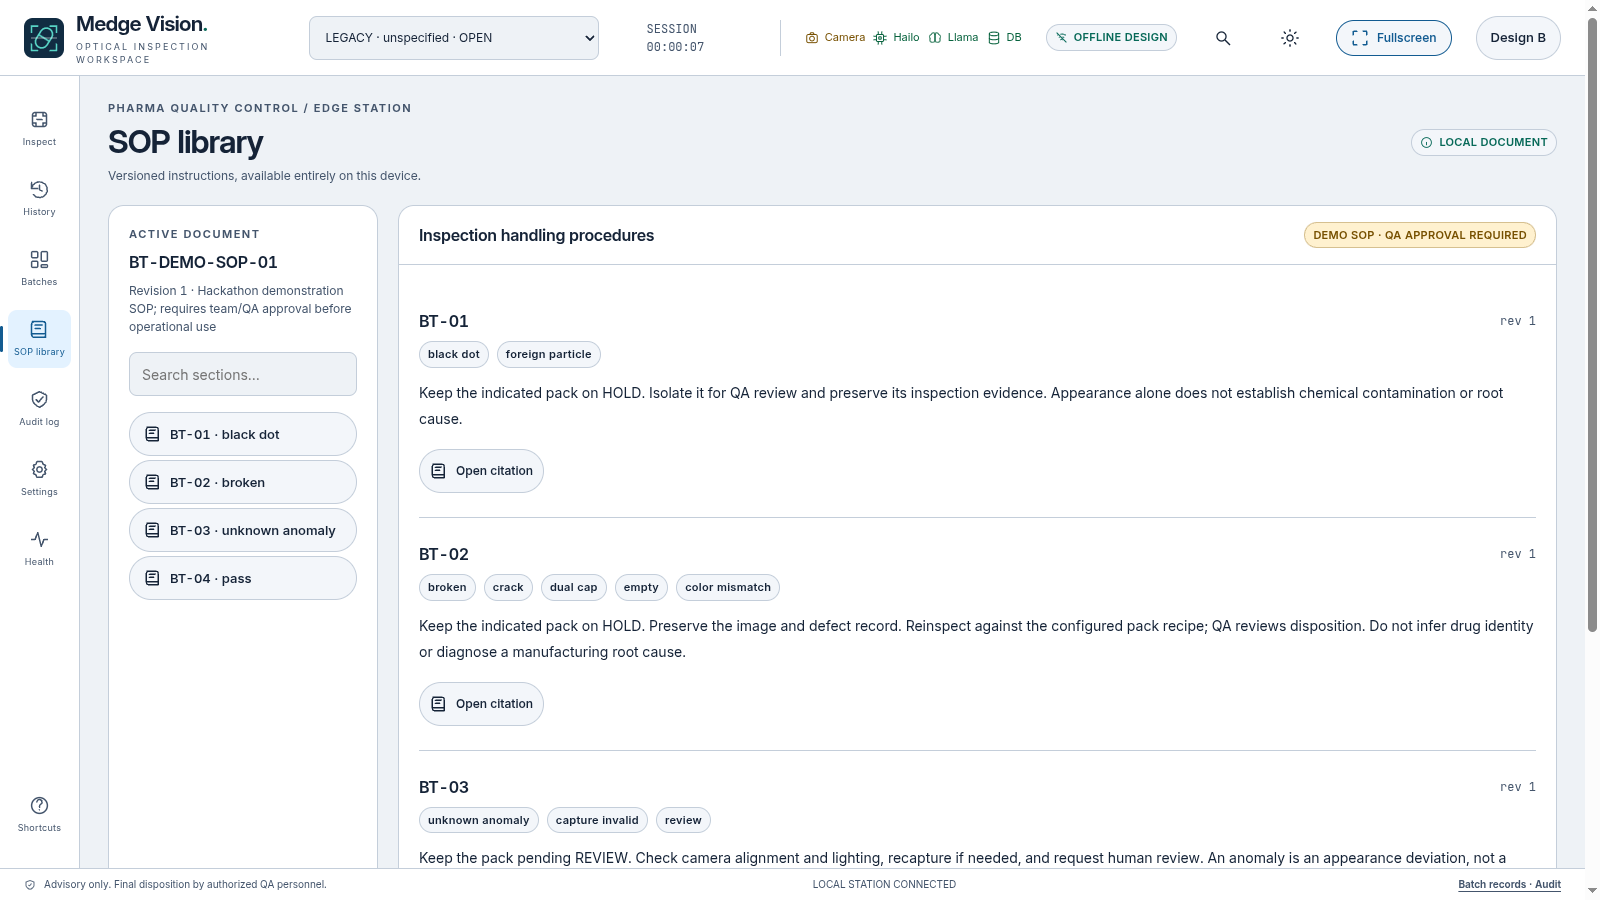 Medge Vision.
OPTICAL INSPECTION
WORKSPACE
LEGACY · unspecified · OPEN
SESSION
00:00:07
Camera
Hailo
Llama
DB
OFFLINE DESIGN
Fullscreen
Design B
Inspect
History
Batches
SOP library
Audit log
Settings
Health
Shortcuts
PHARMA QUALITY CONTROL / EDGE STATION
SOP library
Versioned instructions, available entirely on this device.
LOCAL DOCUMENT
ACTIVE DOCUMENT
BT-DEMO-SOP-01
Revision 1 · Hackathon demonstration
SOP; requires team/QA approval before
operational use
Search sections...
BT-01 · black dot
BT-02 · broken
BT-03 · unknown anomaly
BT-04 · pass
Inspection handling procedures
DEMO SOP · QA APPROVAL REQUIRED
BT-01
rev 1
black dot
foreign particle
Keep the indicated pack on HOLD. Isolate it for QA review and preserve its inspection evidence. Appearance alone does not establish chemical contamination or root
cause.
Open citation
BT-02
rev 1
broken
crack
dual cap
empty
color mismatch
Keep the indicated pack on HOLD. Preserve the image and defect record. Reinspect against the configured pack recipe; QA reviews disposition. Do not infer drug identity
or diagnose a manufacturing root cause.
Open citation
BT-03
rev 1
unknown anomaly
capture invalid
review
Keep the pack pending REVIEW. Check camera alignment and lighting, recapture if needed, and request human review. An anomaly is an appearance deviation, not a
Advisory only. Final disposition by authorized QA personnel.
LOCAL STATION CONNECTED
Batch records · Audit